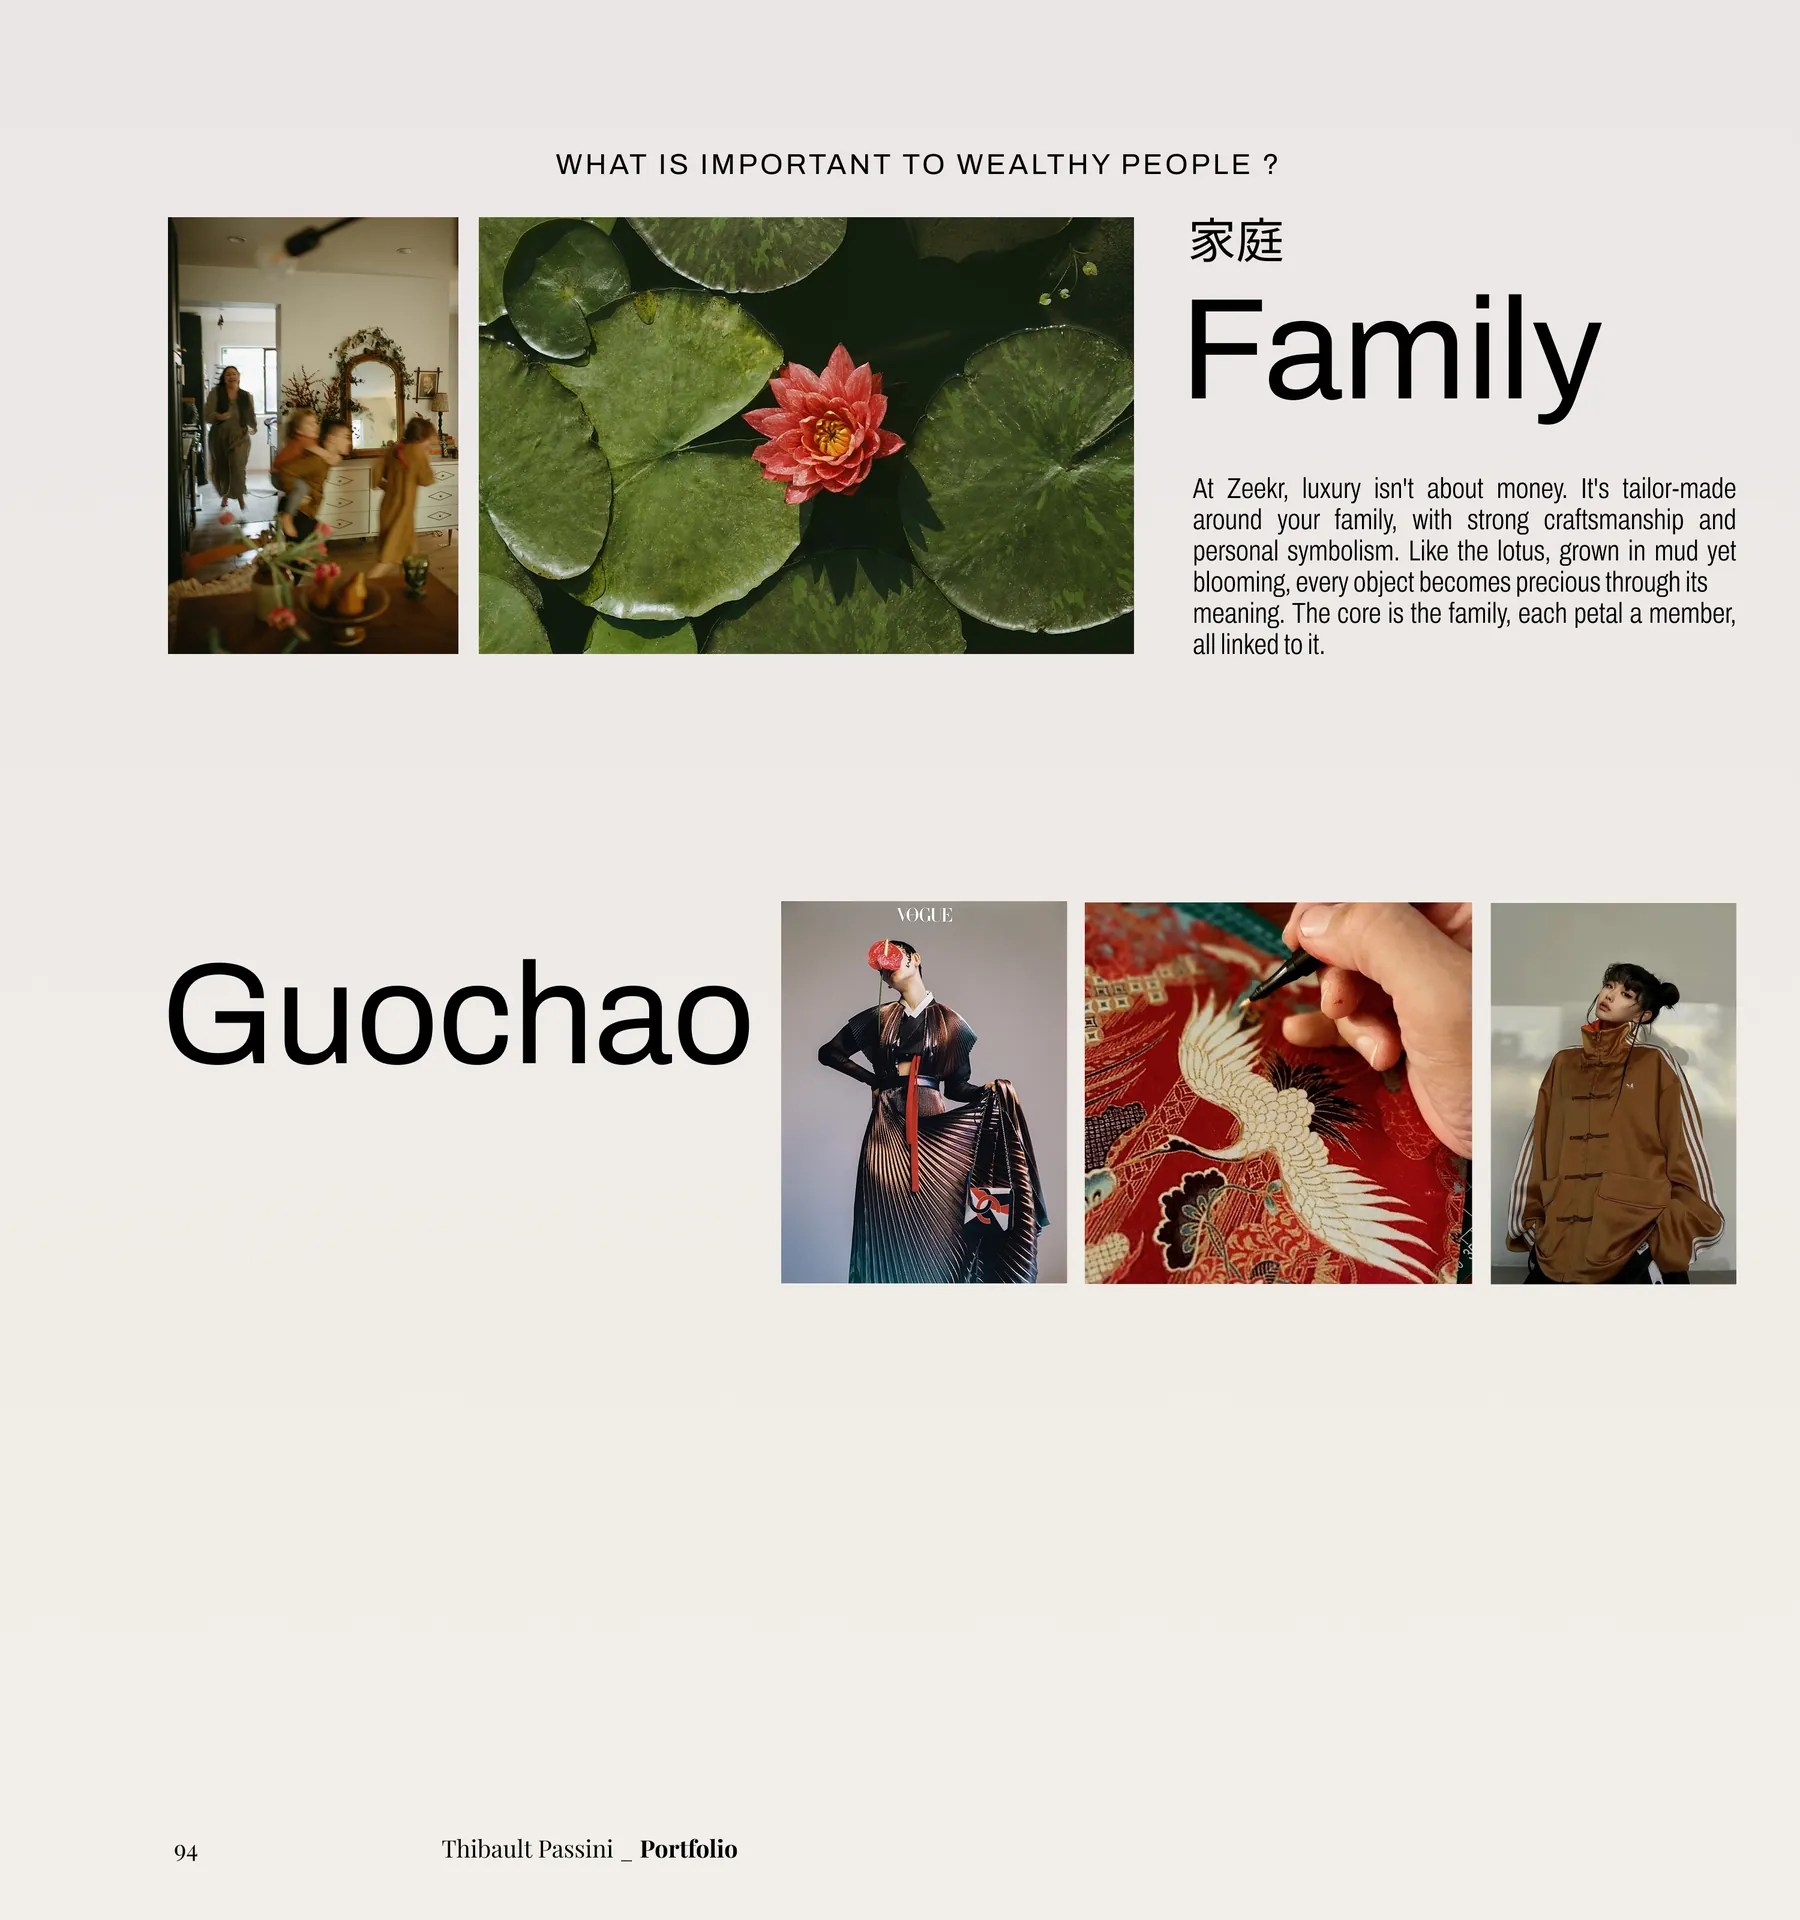 WHAT IS IMPORTANT TO WEALTHY PEOPLE ?
家庭
Family
At Zeekr, luxury isn't about money. It's tailor-made
around your family, with strong craftsmanship and
personal symbolism. Like the lotus, grown in mud yet
blooming, every object becomes precious through its
meaning. The core is the family, each petal a member,
all linked to it.
Guochao
VOGUE
94
Thibault Passini _ Portfolio